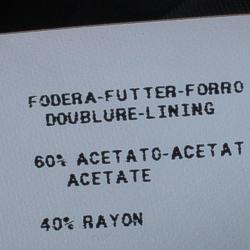 FODERA-FUTTER-FORRO
DOUBLURE-LINING
60% ACETATO-ACETAT
ACETATE
40% RAYON